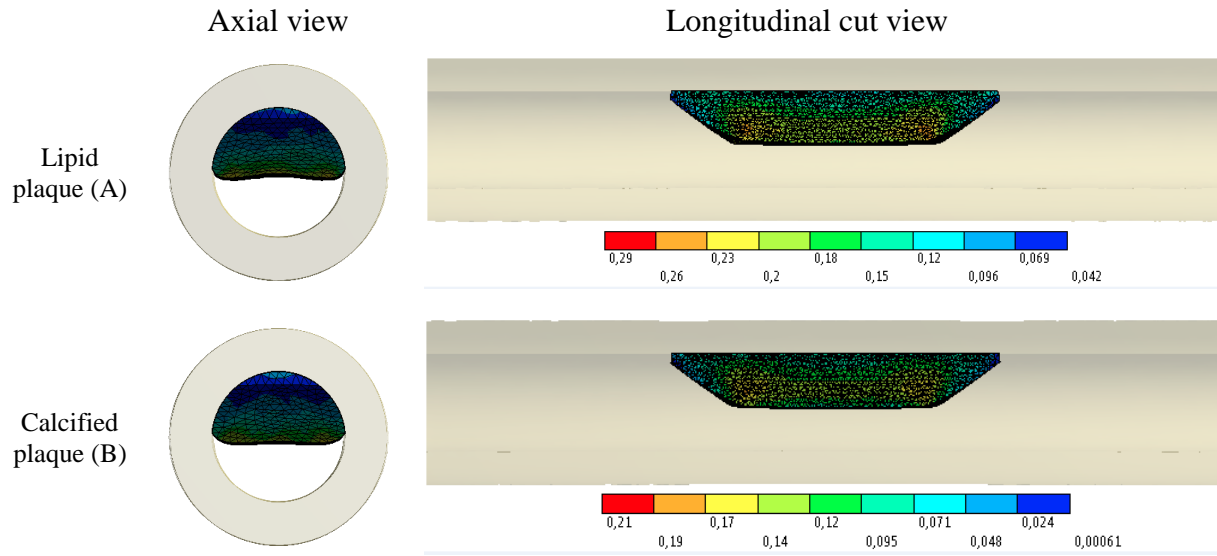 Axial view
Longitudinal cut view
Lipid
plaque (A)
0,29 0,23 0,18 0,12 0,069
0,26 0,2 0,15 0,096 0,042
Calcified
plaque (B)
0,21 0,17 0,12 0,071 0,024
0,19 0,14 0,095 0,048 0,00061